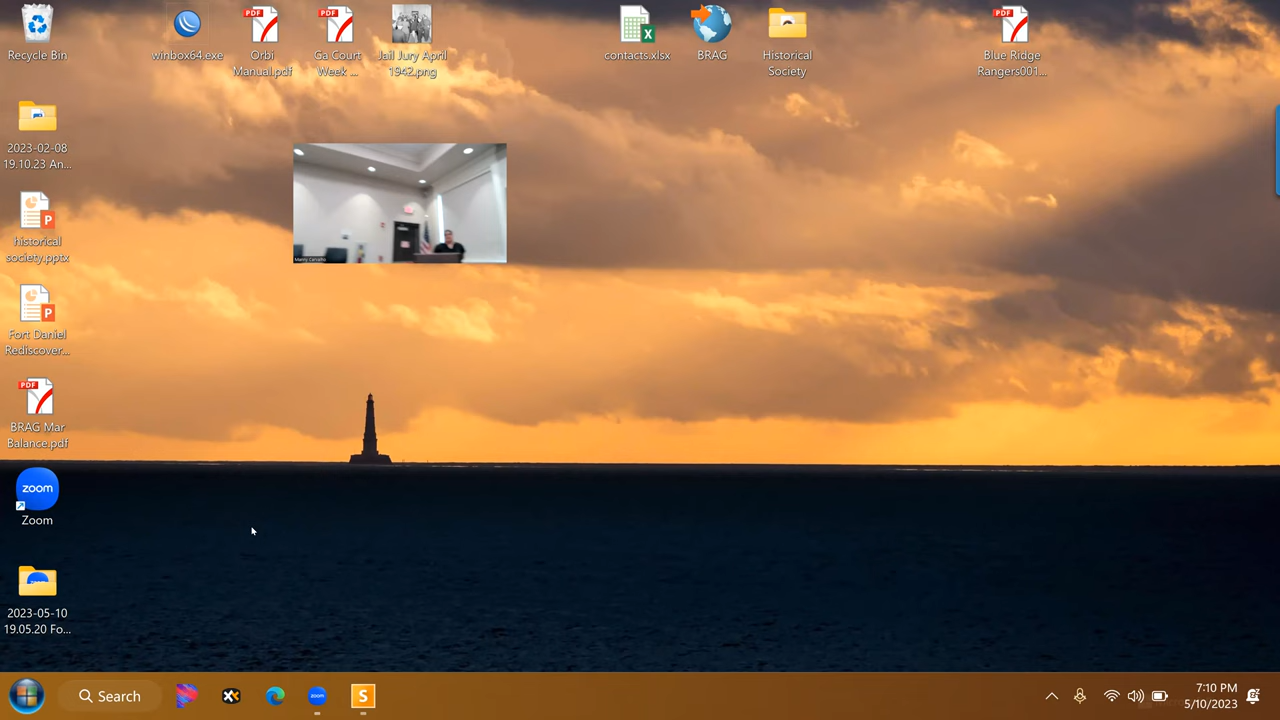 Recycle Bin
winbox64.exe
Orbi
Manual.pdf
Ga Court
Week ...
Jail Jury April
1942.png
contacts.xlsx
BRAG
Historical
Society
Blue Ridge
Rangers001...
2023-02-08
19.10.23 An...
historical
society.pptx
Fort Daniel
Rediscover...
BRAG Mar
Balance.pdf
zoom
Zoom
2023-05-10
19.05.20 Fo...
Search
7:10 PM
5/10/2023